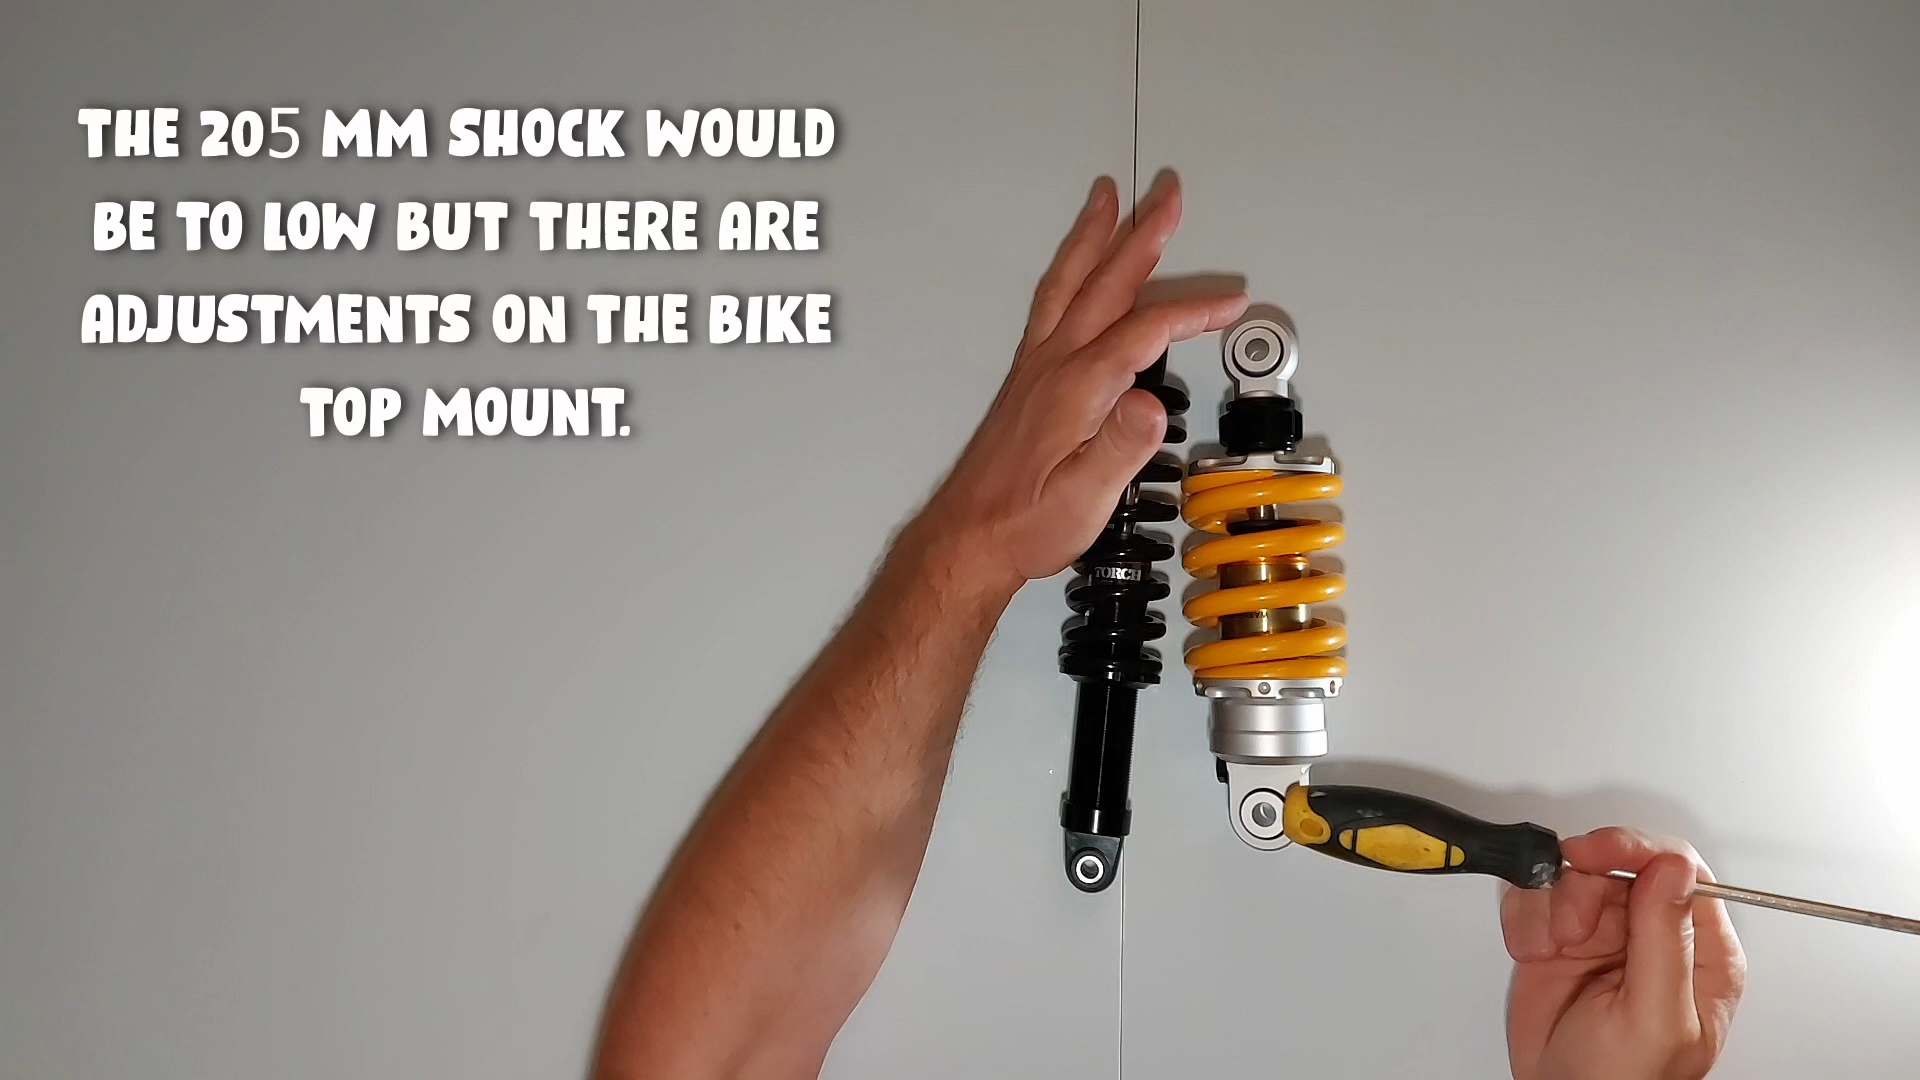 THE 205 MM SHOCK WOULD
BE TO LOW BUT THERE ARE
ADJUSTMENTS ON THE BIKE
TOP MOUNT.
TORCH